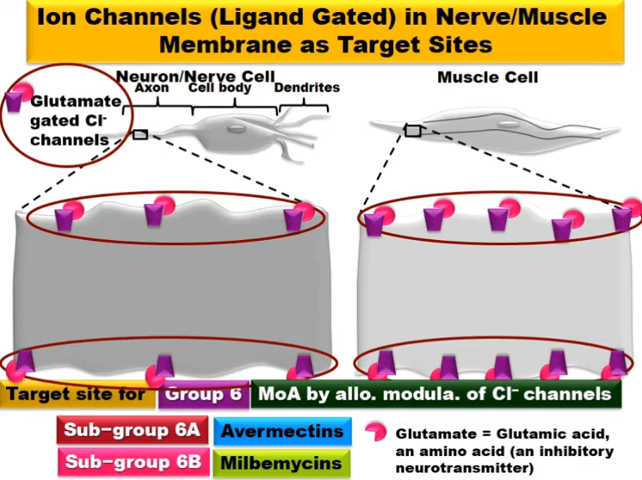 Ion Channels (Ligand Gated) in Nerve/Muscle
Membrane as Target Sites
Neuron/Nerve Cell
Muscle Cell
Axon
Cell body
Dendrites
Glutamate
gated Cl⁻
channels
Target site for
Group 6
MoA by allo. modula. of Cl⁻ channels
Sub-group 6A
Avermectins
Sub-group 6B
Milbemycins
Glutamate = Glutamic acid,
an amino acid (an inhibitory
neurotransmitter)